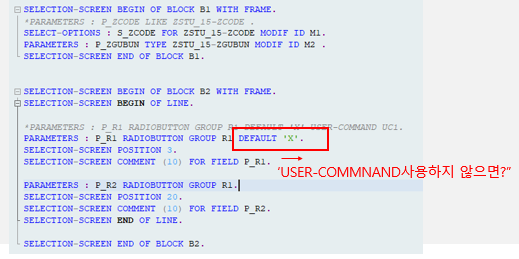 SELECTION-SCREEN BEGIN OF BLOCK B1 WITH FRAME.
*PARAMETERS : P_ZCODE LIKE ZSTU_15-ZCODE .
SELECT-OPTIONS : S_ZCODE FOR ZSTU_15-ZCODE MODIF ID M1.
PARAMETERS : P_ZGUBUN TYPE ZSTU_15-ZGUBUN MODIF ID M2 .
SELECTION-SCREEN END OF BLOCK B1.
SELECTION-SCREEN BEGIN OF BLOCK B2 WITH FRAME.
SELECTION-SCREEN BEGIN OF LINE.
*PARAMETERS : P_R1 RADIOBUTTON GROUP R1 DEFAULT 'X' USER-COMMAND UC1.
PARAMETERS : P_R1 RADIOBUTTON GROUP R1 DEFAULT 'X'.
SELECTION-SCREEN POSITION 3.
SELECTION-SCREEN COMMENT (10) FOR FIELD P_R1.
'USER-COMMNAND사용하지 않으면?"
PARAMETERS : P_R2 RADIOBUTTON GROUP R1.
SELECTION-SCREEN POSITION 20.
SELECTION-SCREEN COMMENT (10) FOR FIELD P_R2.
SELECTION-SCREEN END OF LINE.
SELECTION-SCREEN END OF BLOCK B2.